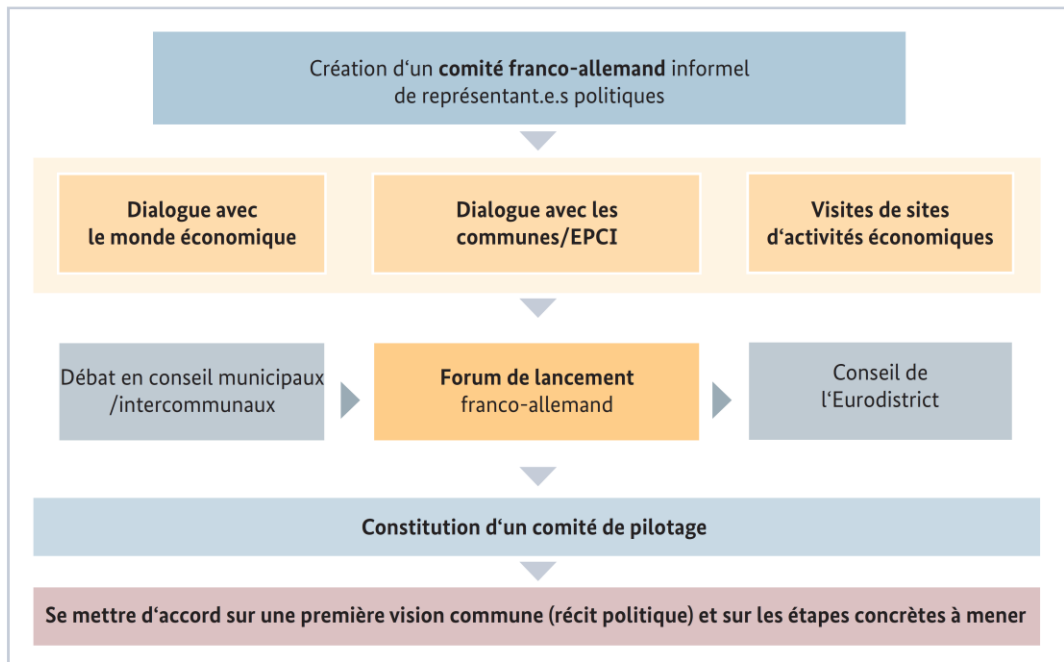 Création d‘un comité franco-allemand informel
de représentant.e.s politiques
Dialogue avec
le monde économique
Dialogue avec les
communes/EPCI
Visites de sites
d‘activités économiques
Débat en conseil municipaux
/intercommunaux
Forum de lancement
franco-allemand
Conseil de
l‘Eurodistrict
Constitution d‘un comité de pilotage
Se mettre d‘accord sur une première vision commune (récit politique) et sur les étapes concrètes à mener